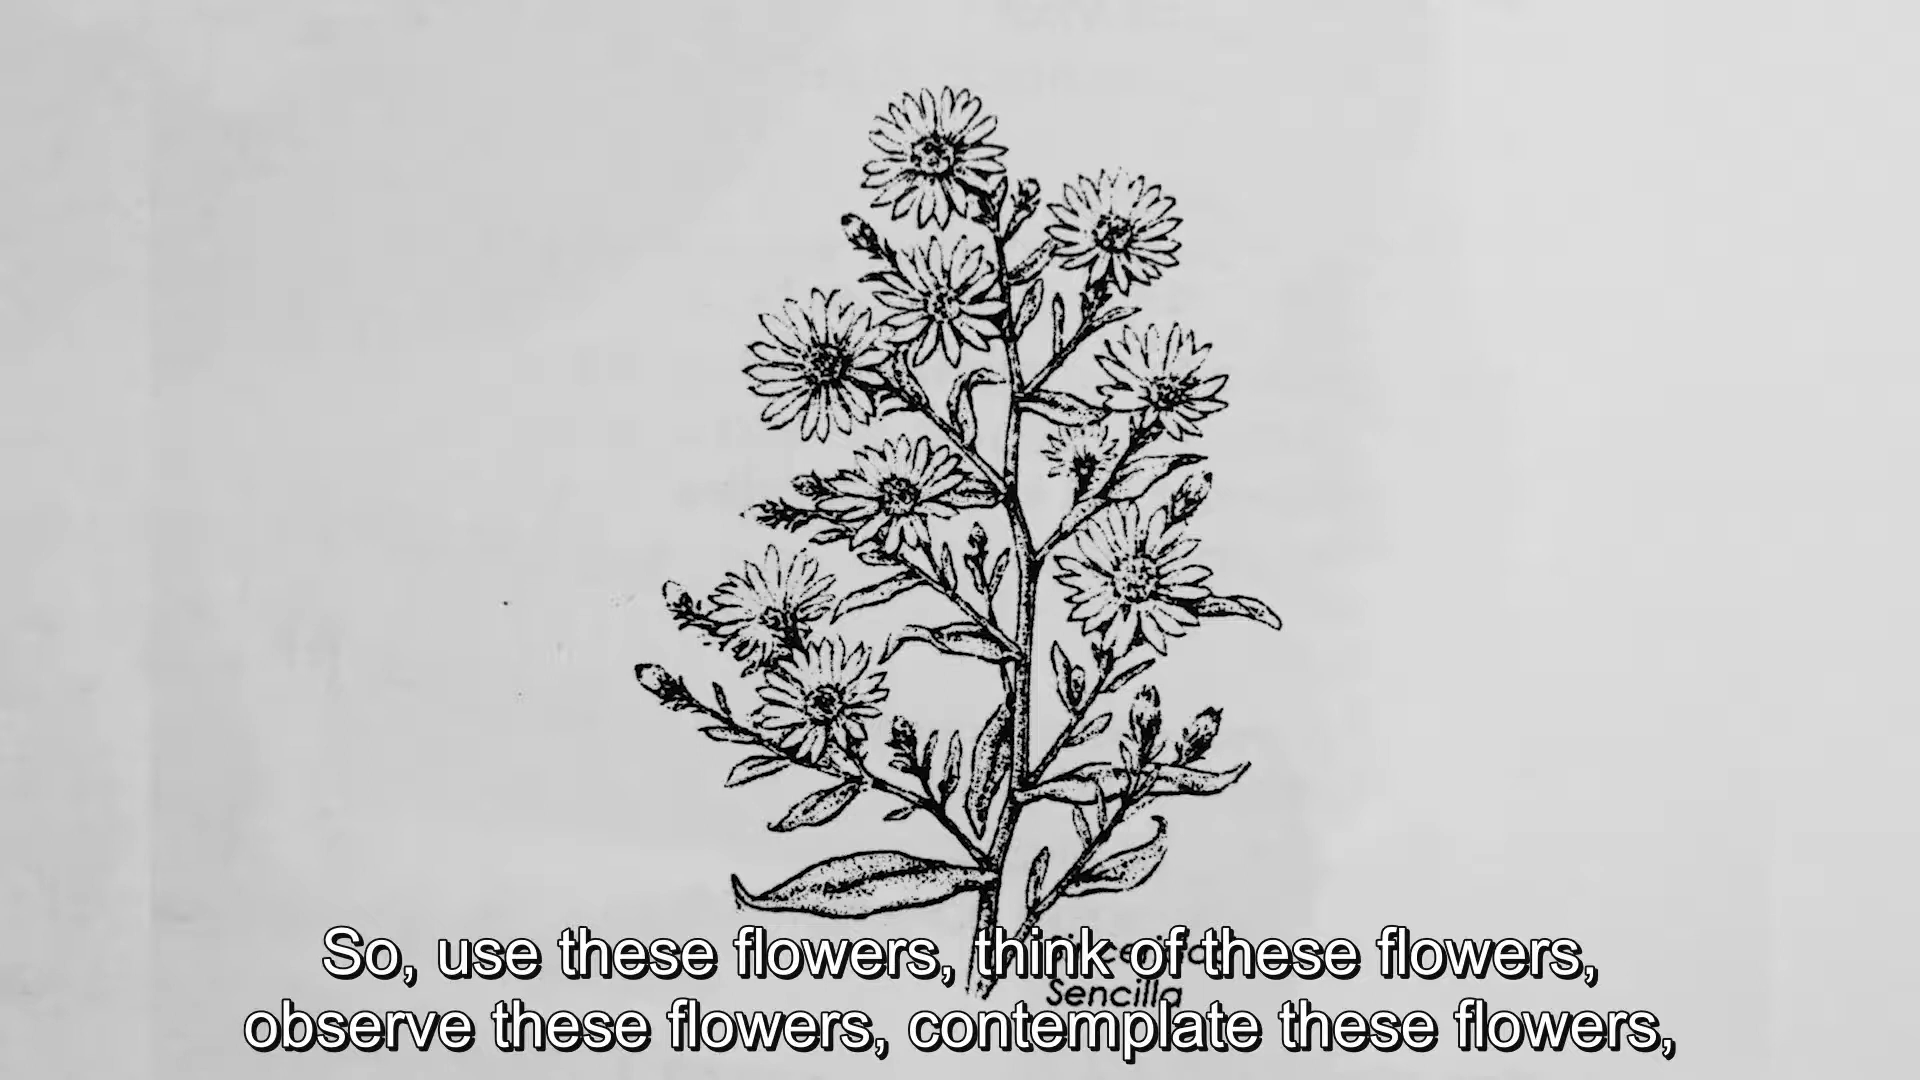 So, use these flowers, think of these flowers,
Sencilla
observe these flowers, contemplate these flowers,